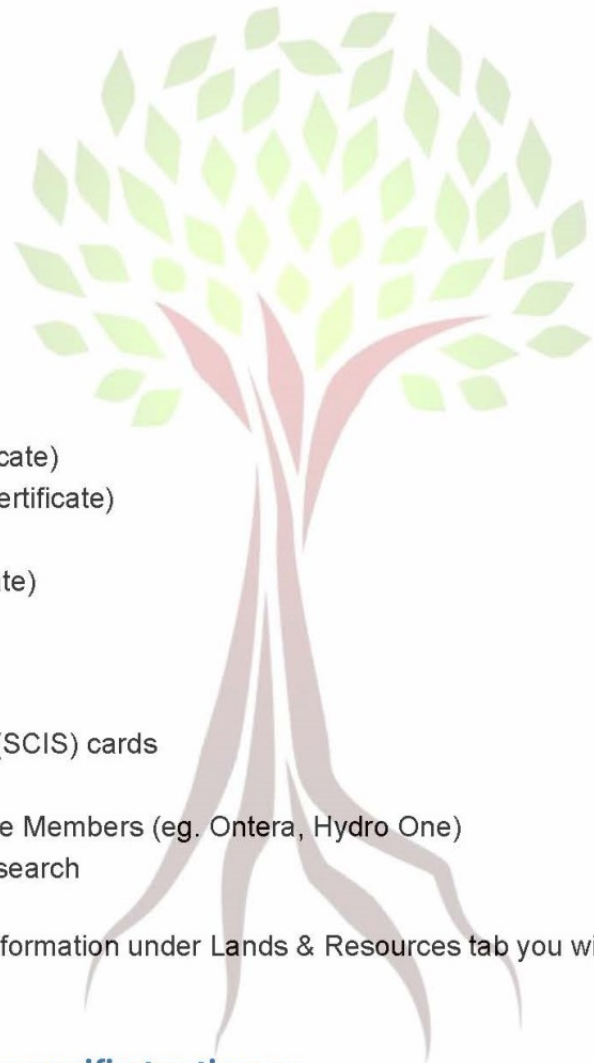 cate)
ertificate)
te)
(SCIS) cards
e Members (eg. Ontera, Hydro One)
search
formation under Lands & Resources tab you wi